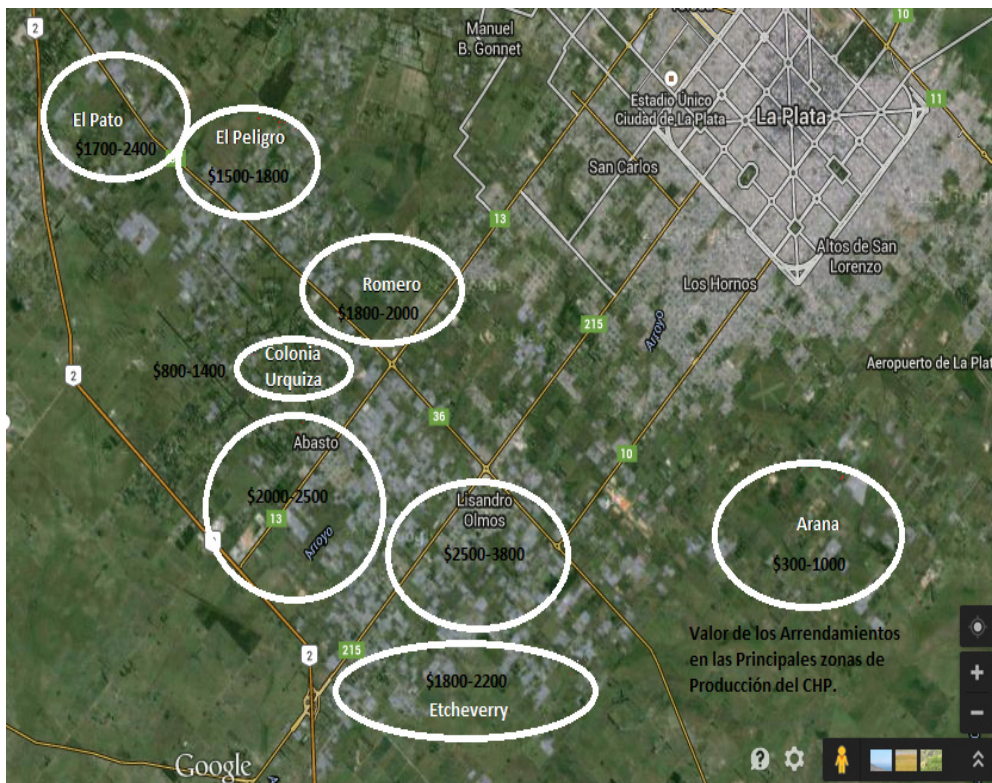 2
10
Manuel
B. Gonnet
El Pato
$1700-2400
El Peligro
$1500-1800
Estadio Único
Ciudad de La Plata
La Plata
11
San Carlos
13
Altos de San
Lorenzo
Romero
$1800-2000
Los Hornos
215
Arroyo
Colonia
Urquiza
$800-1400
2
Aeropuerto de La Plat
36
Abasto
10
$2000-2500
13
Arroyo
Lisandro
Olmos
$2500-3800
Arana
$300-1000
Valor de los Arrendamientos
en las Principales zonas de
Producción del CHP.
215
2
$1800-2200
Etcheverry
Google